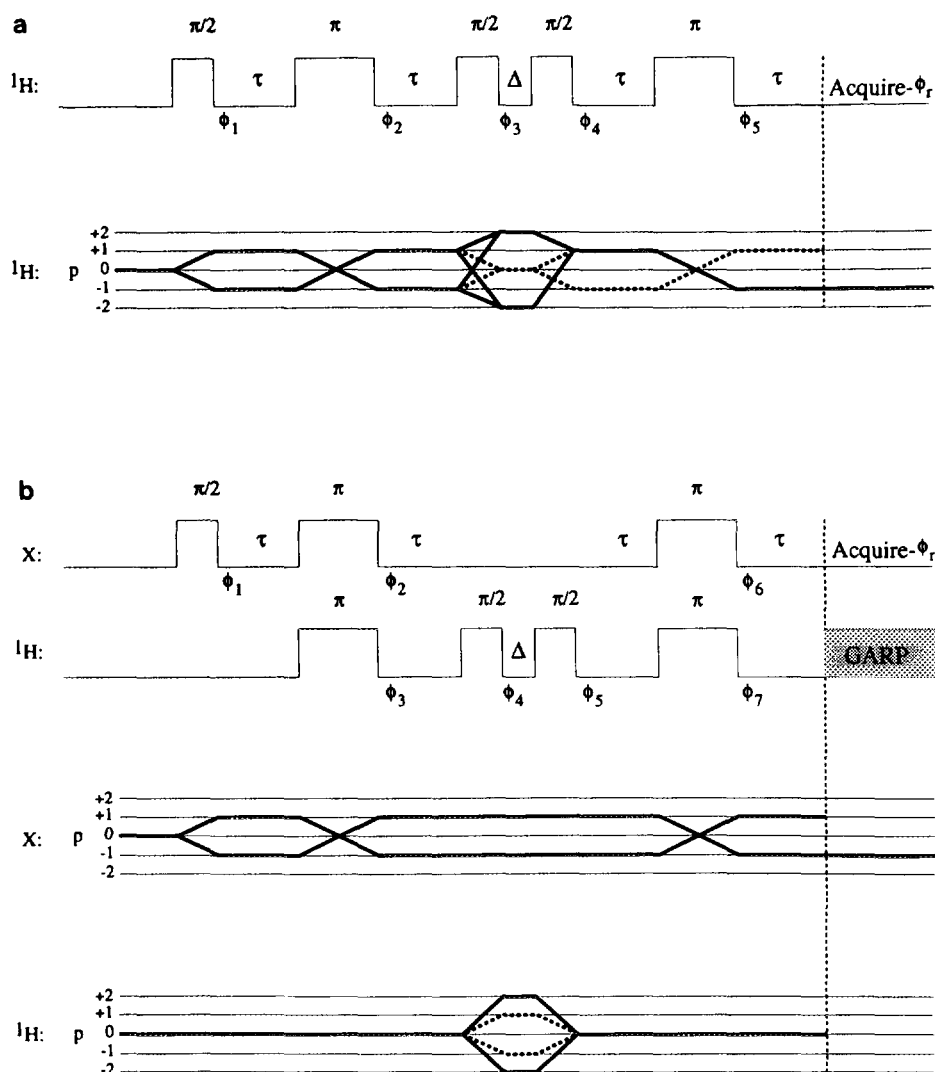 a
π/2 π π/2 π/2 π
¹H: τ τ Δ τ τ Acquire-ϕr
ϕ1 ϕ2 ϕ3 ϕ4 ϕ5
+2
+1
¹H: p 0
-1
-2
b
π/2 π π
X: τ τ τ τ Acquire-ϕr
ϕ1 ϕ2 ϕ6
π π/2 π/2 π
¹H: Δ GARP
ϕ3 ϕ4 ϕ5 ϕ7
+2
+1
X: p 0
-1
-2
+2
+1
¹H: p 0
-1
-2